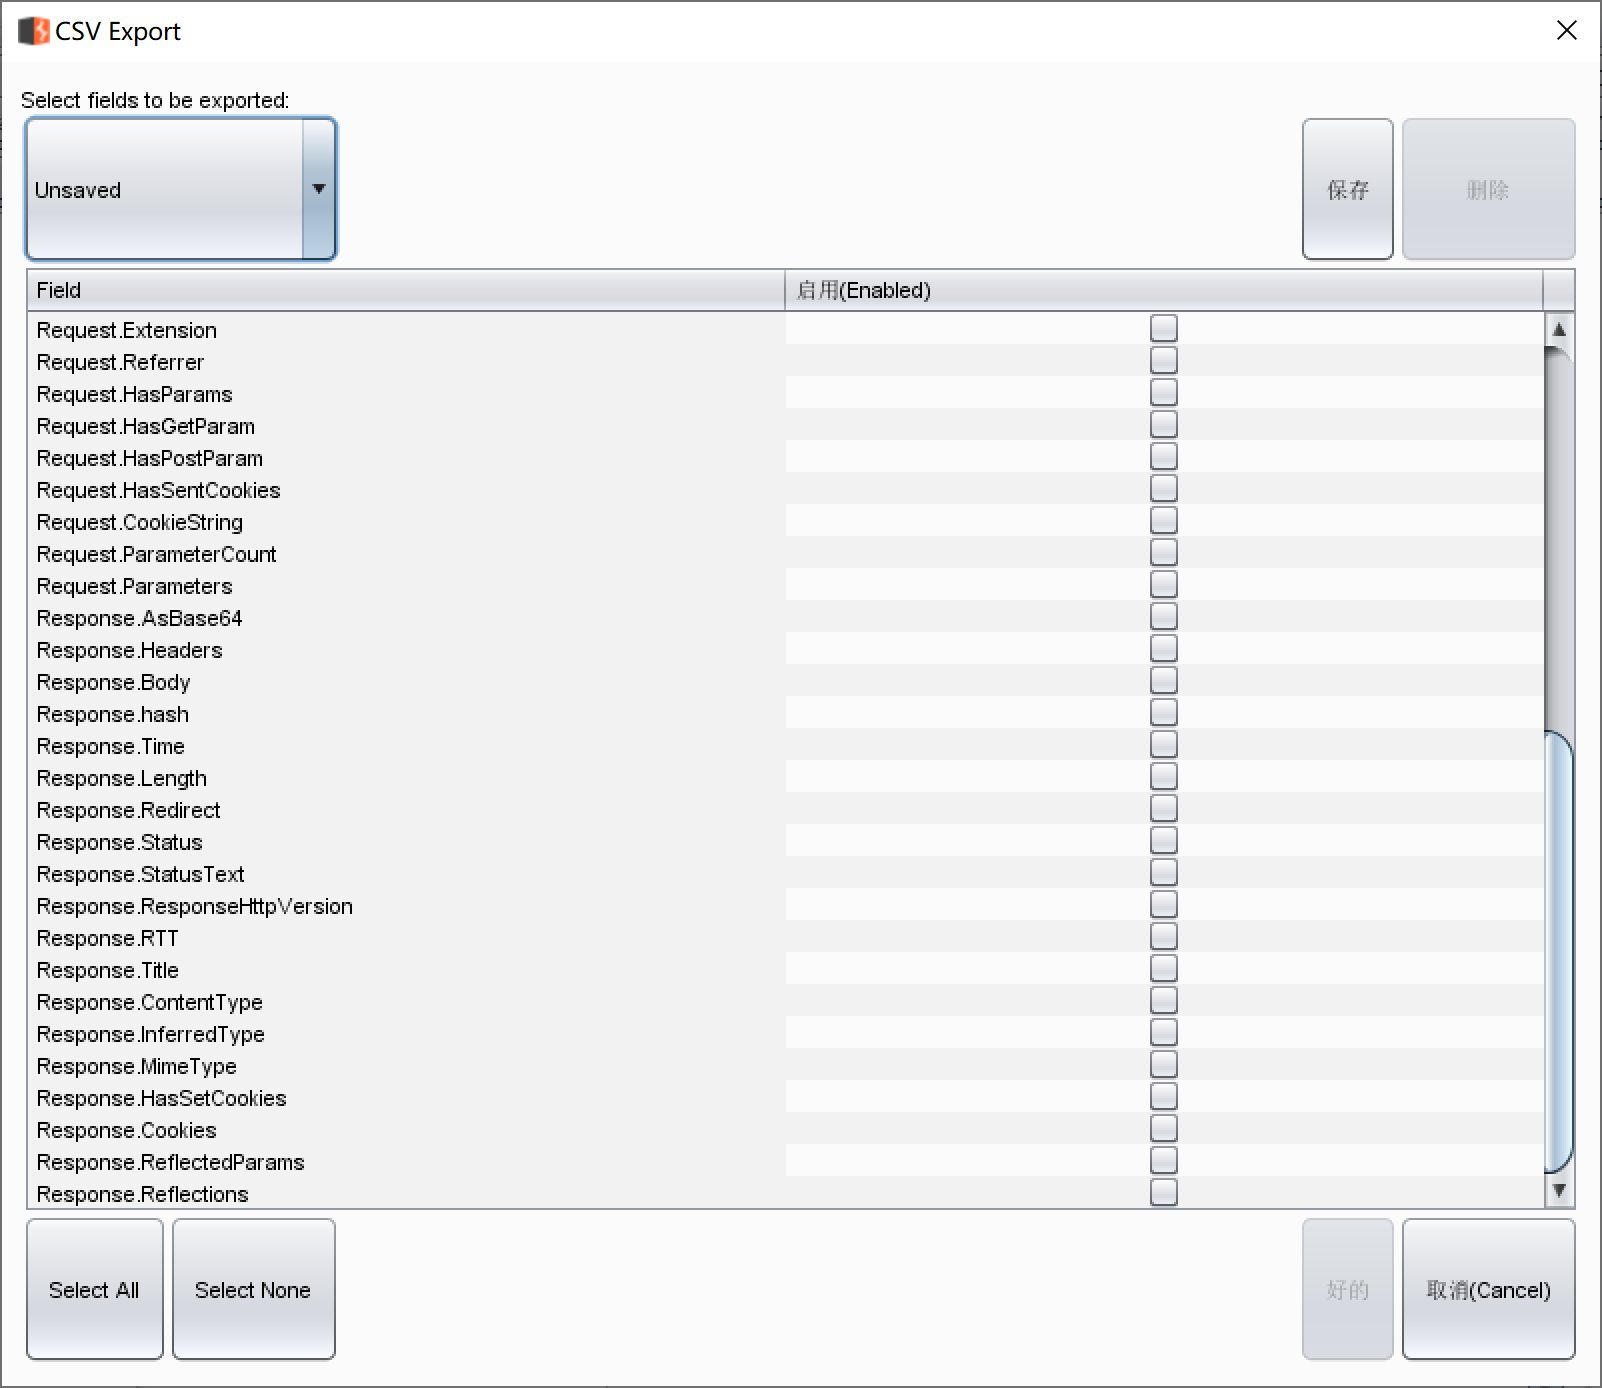 CSV Export
Select fields to be exported:
Unsaved
保存
删除
Field
启用(Enabled)
Request.Extension
Request.Referrer
Request.HasParams
Request.HasGetParam
Request.HasPostParam
Request.HasSentCookies
Request.CookieString
Request.ParameterCount
Request.Parameters
Response.AsBase64
Response.Headers
Response.Body
Response.hash
Response.Time
Response.Length
Response.Redirect
Response.Status
Response.StatusText
Response.ResponseHttpVersion
Response.RTT
Response.Title
Response.ContentType
Response.InferredType
Response.MimeType
Response.HasSetCookies
Response.Cookies
Response.ReflectedParams
Response.Reflections
Select All
Select None
好的
取消(Cancel)